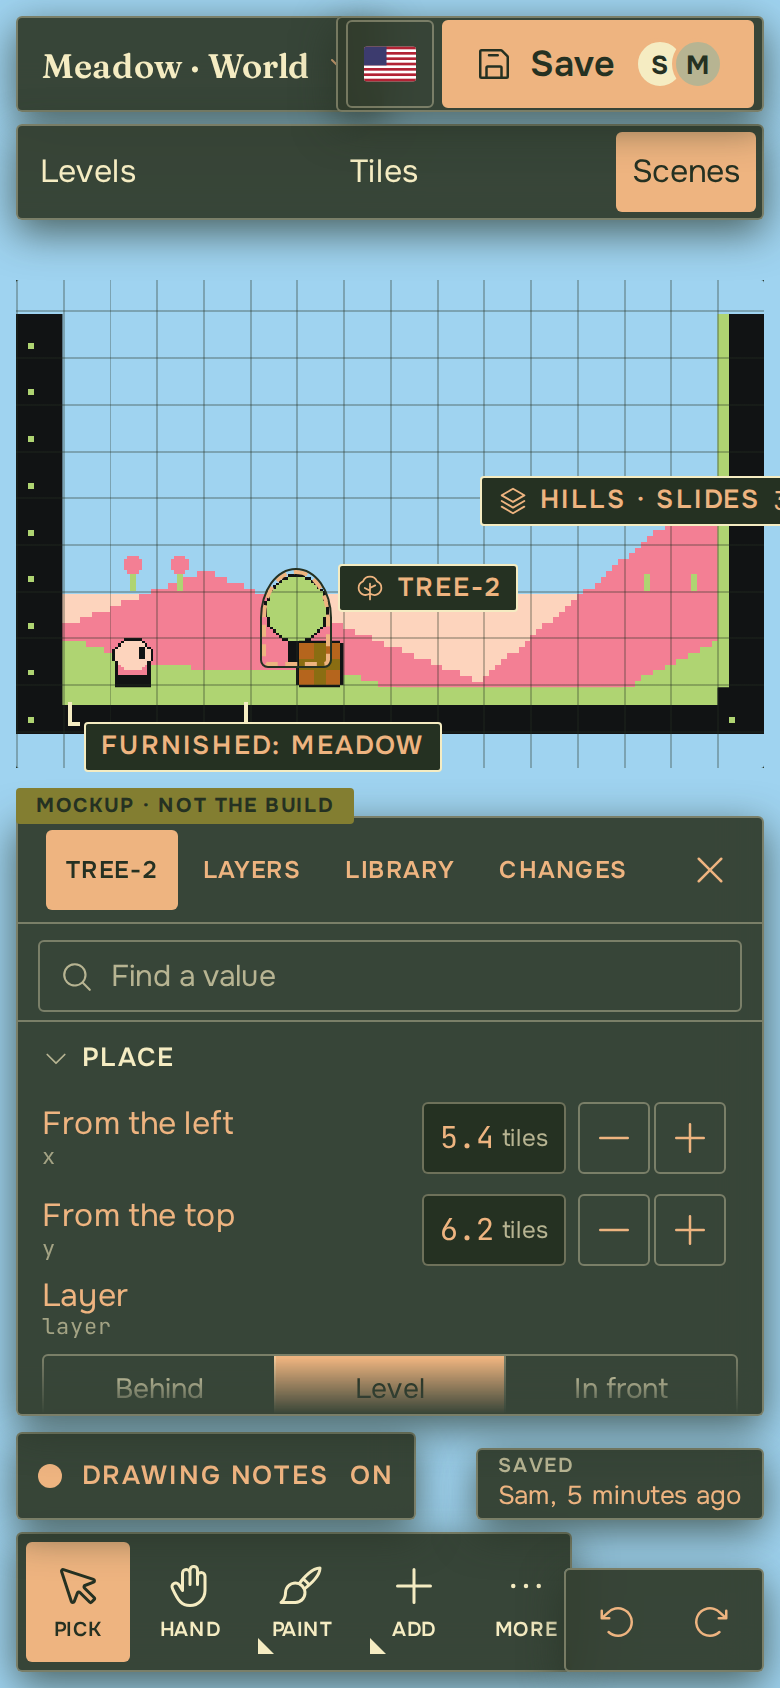 Meadow · World
Save
S
M
Levels
Tiles
Scenes
HILLS · SLIDES
TREE-2
FURNISHED: MEADOW
MOCKUP · NOT THE BUILD
TREE-2
LAYERS
LIBRARY
CHANGES
Find a value
PLACE
From the left
x
5.4 tiles
From the top
y
6.2 tiles
Layer
layer
Behind
Level
In front
DRAWING NOTES ON
SAVED
Sam, 5 minutes ago
PICK
HAND
PAINT
ADD
MORE